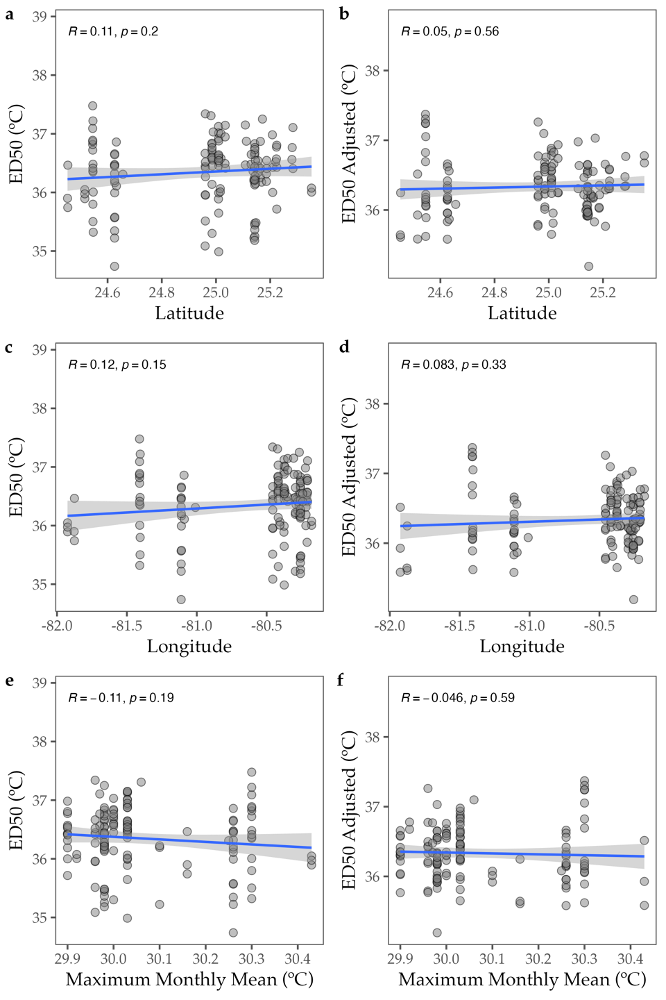 a
R = 0.11, p = 0.2
39
38
37
36
35
ED50 (ºC)
24.6 24.8 25.0 25.2
Latitude
b
R = 0.05, p = 0.56
38
37
36
ED50 Adjusted (ºC)
24.6 24.8 25.0 25.2
Latitude
c
R = 0.12, p = 0.15
39
38
37
36
35
ED50 (ºC)
-82.0 -81.5 -81.0 -80.5
Longitude
d
R = 0.083, p = 0.33
38
37
36
ED50 Adjusted (ºC)
-82.0 -81.5 -81.0 -80.5
Longitude
e
R = −0.11, p = 0.19
39
38
37
36
35
ED50 (ºC)
29.9 30.0 30.1 30.2 30.3 30.4
Maximum Monthly Mean (ºC)
f
R = −0.046, p = 0.59
38
37
36
ED50 Adjusted (ºC)
29.9 30.0 30.1 30.2 30.3 30.4
Maximum Monthly Mean (ºC)